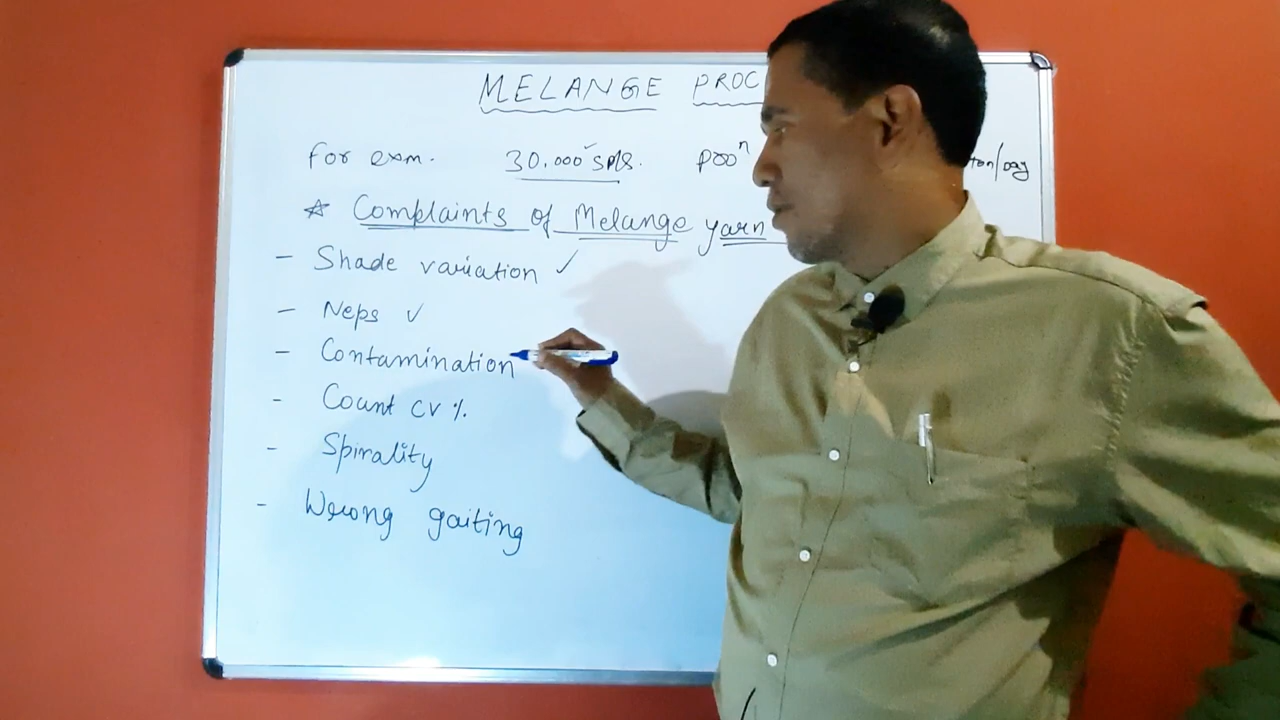 MELANGE PROC
For exm. 30,000 spls. proⁿ ton/day
☆ Complaints of Melange yarn
- Shade variation ✓
- Neps ✓
- Contamination
- Count CV %.
- Spirality
- Wrong gaiting